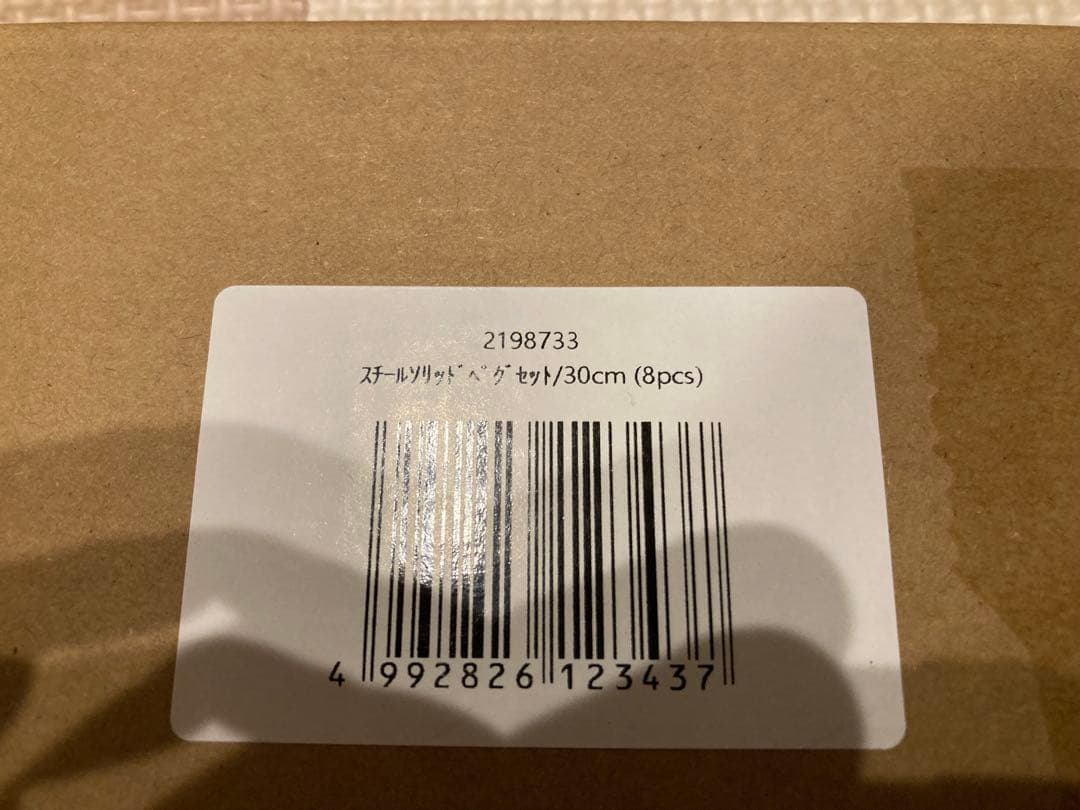 2198733
ｽﾁｰﾙｿﾘｯﾄﾞﾍﾟｸﾞｾｯﾄ/30cm (8pcs)
4 992826 123437